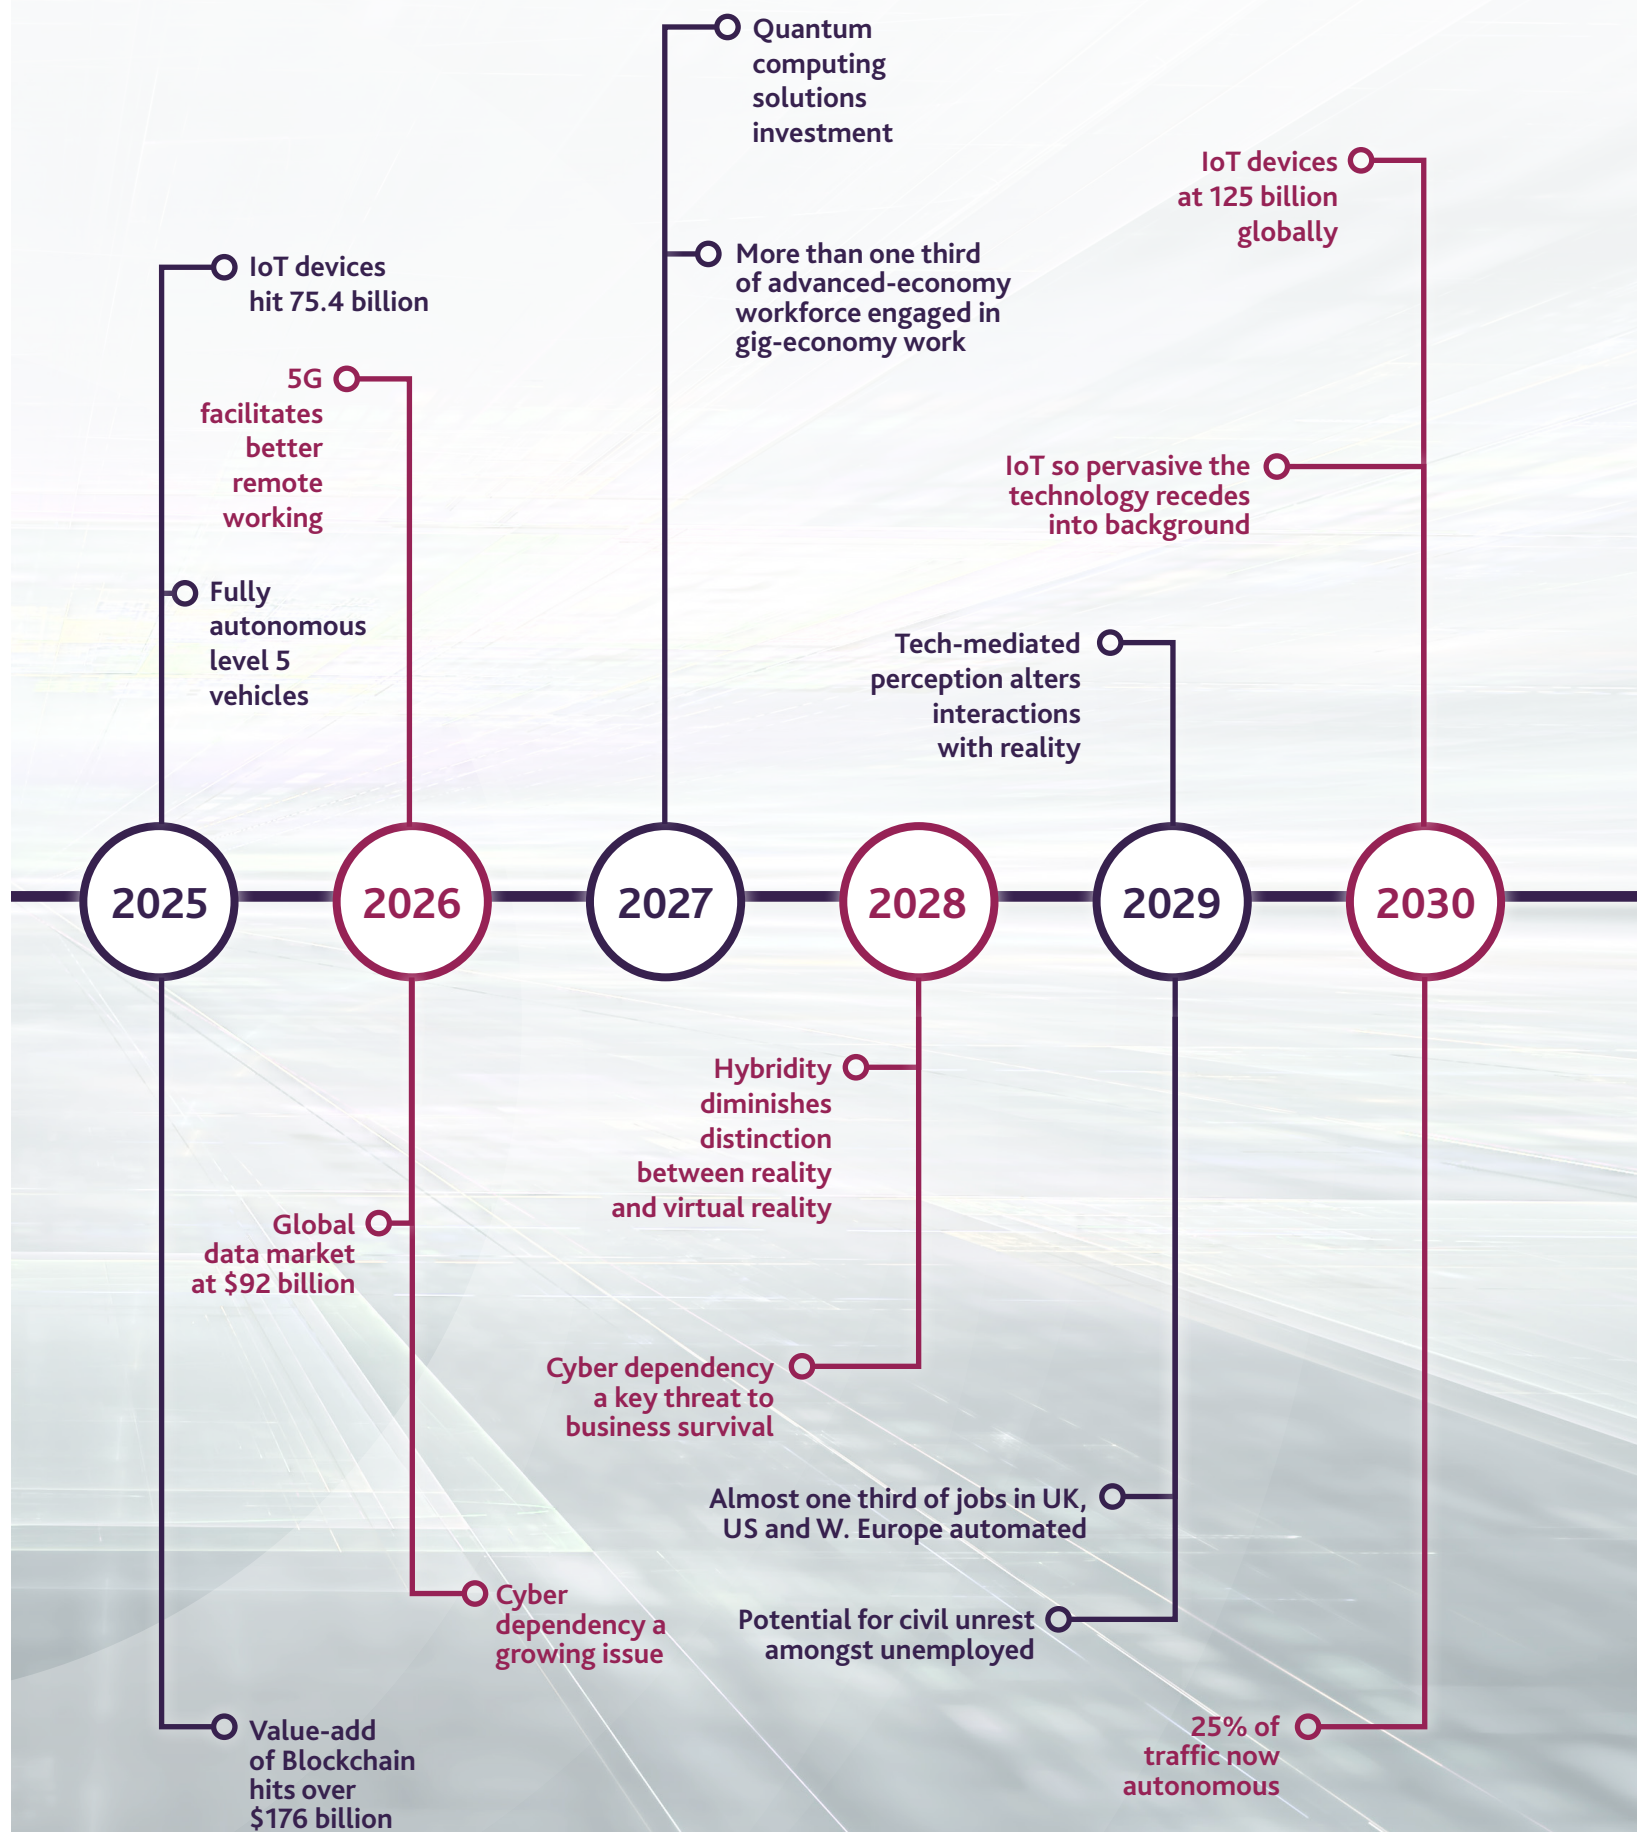 Quantum
computing
solutions
investment
IoT devices
at 125 billion
globally
More than one third
of advanced-economy
workforce engaged in
gig-economy work
IoT devices
hit 75.4 billion
5G
facilitates
better
remote
working
IoT so pervasive the
technology recedes
into background
Fully
autonomous
level 5
vehicles
Tech-mediated
perception alters
interactions
with reality
2025
2026
2027
2028
2029
2030
Hybridity
diminishes
distinction
between reality
and virtual reality
Global
data market
at $92 billion
Cyber dependency
a key threat to
business survival
Almost one third of jobs in UK,
US and W. Europe automated
Cyber
dependency a
growing issue
Potential for civil unrest
amongst unemployed
Value-add
of Blockchain
hits over
$176 billion
25% of
traffic now
autonomous